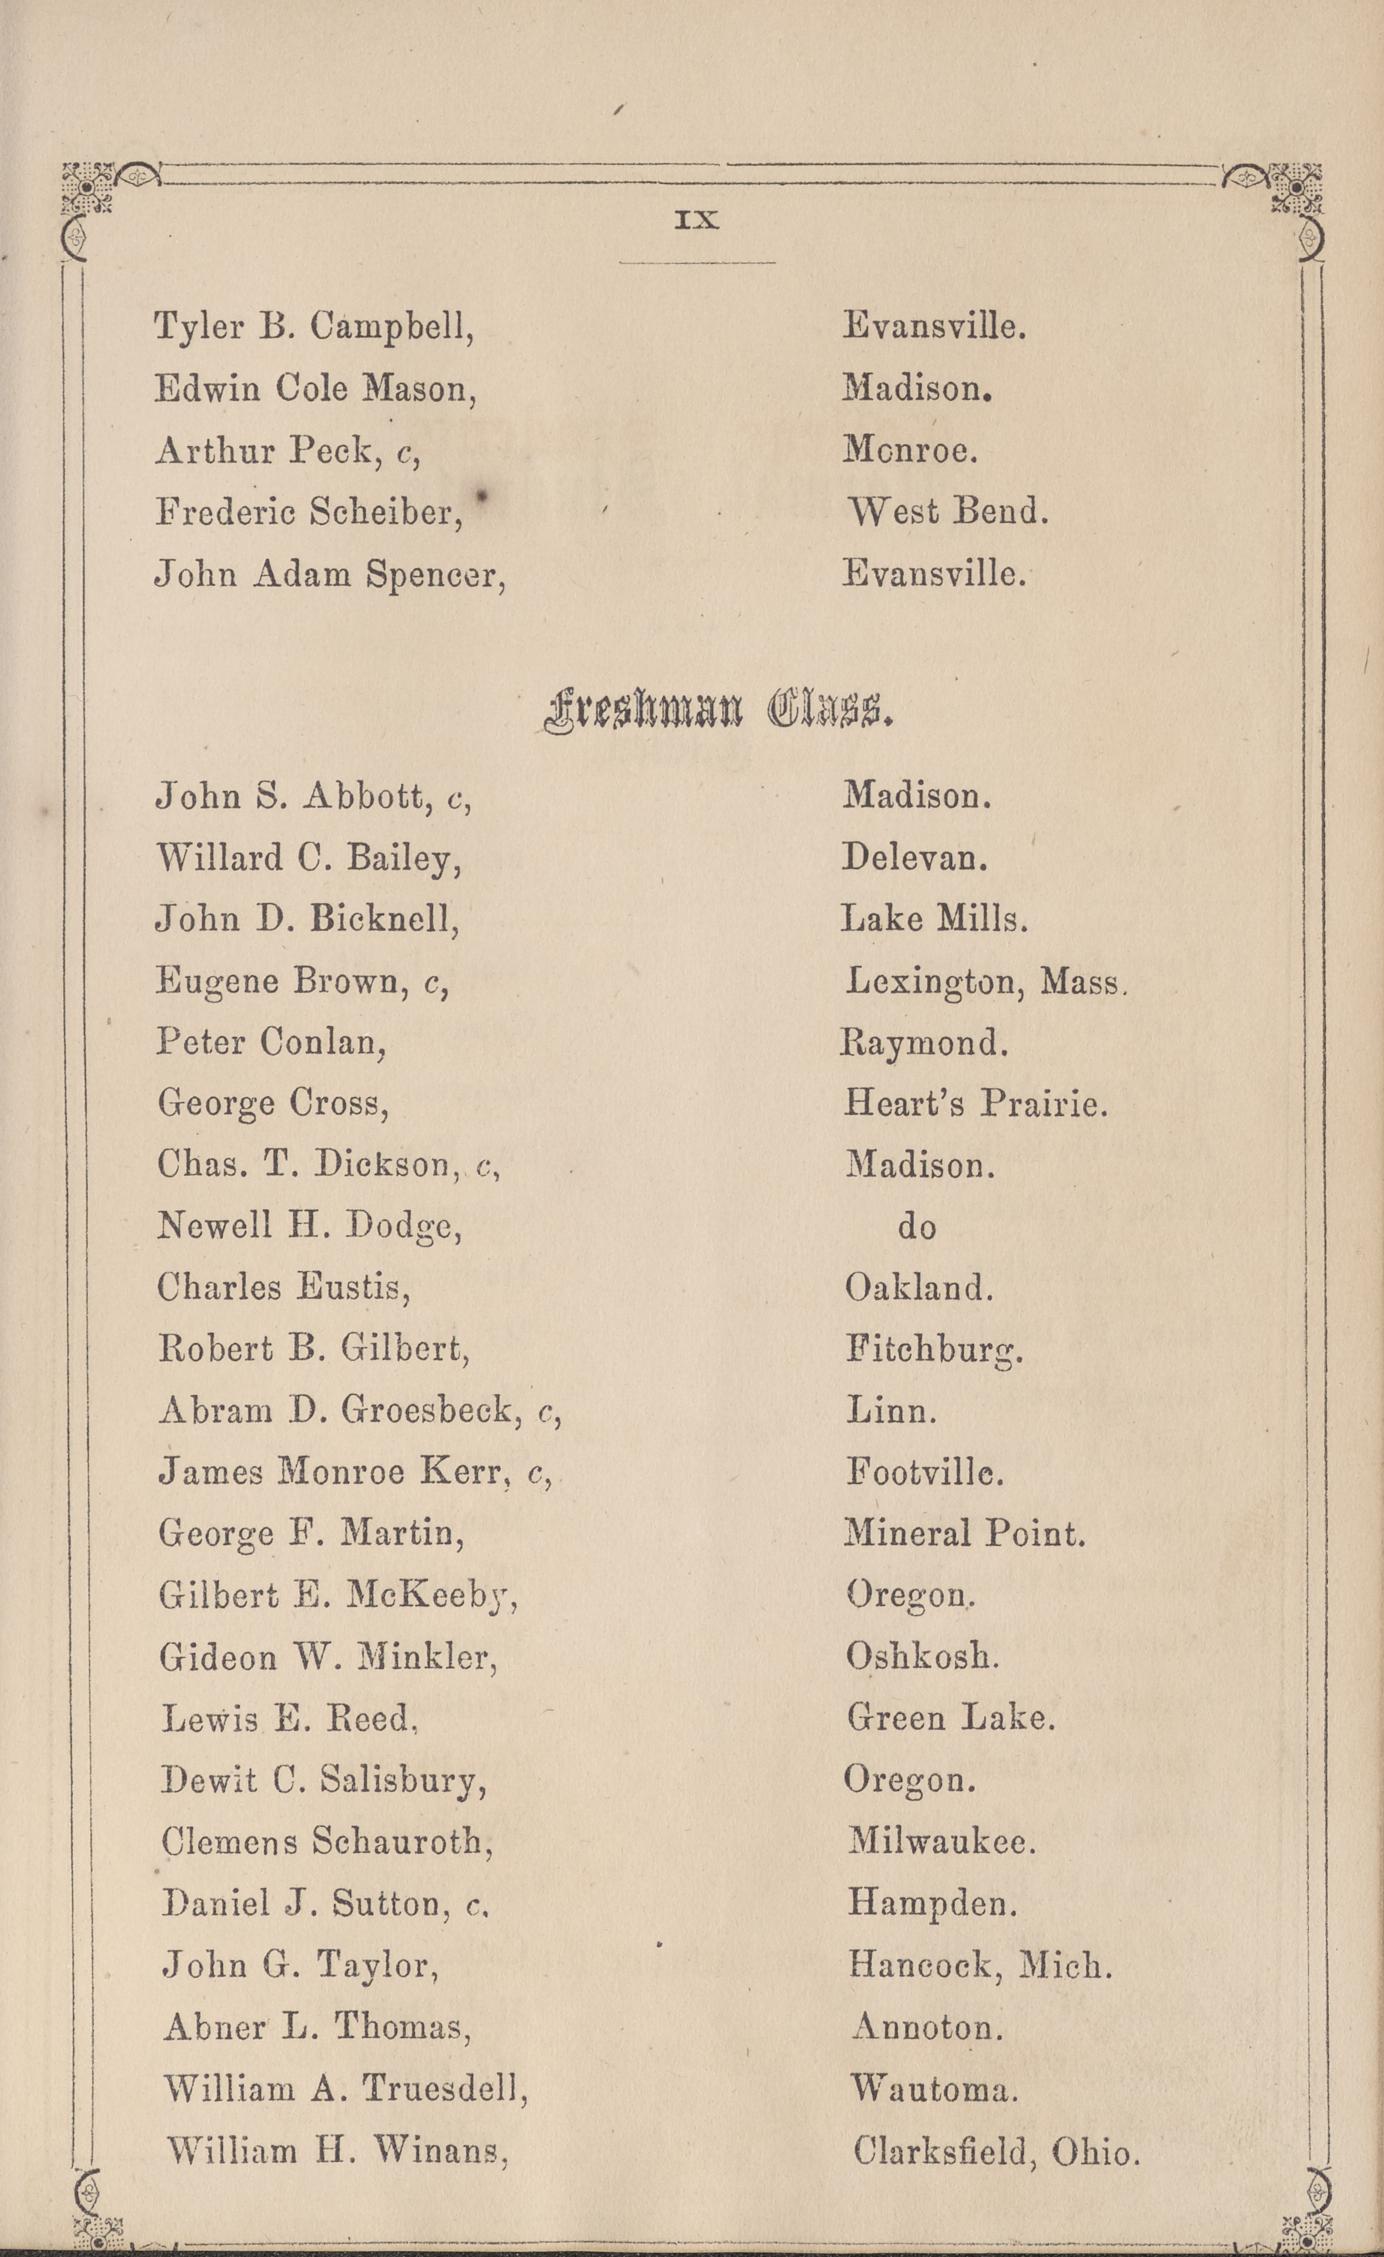 IX
Tyler B. Campbell, Evansville.
Edwin Cole Mason, Madison.
Arthur Peck, c, Monroe.
Frederic Scheiber, West Bend.
John Adam Spencer, Evansville.
Freshman Class.
John S. Abbott, c, Madison.
Willard C. Bailey, Delevan.
John D. Bicknell, Lake Mills.
Eugene Brown, c, Lexington, Mass.
Peter Conlan, Raymond.
George Cross, Heart's Prairie.
Chas. T. Dickson, c, Madison.
Newell H. Dodge, do
Charles Eustis, Oakland.
Robert B. Gilbert, Fitchburg.
Abram D. Groesbeck, c, Linn.
James Monroe Kerr, c, Footville.
George F. Martin, Mineral Point.
Gilbert E. McKeeby, Oregon.
Gideon W. Minkler, Oshkosh.
Lewis E. Reed, Green Lake.
Dewit C. Salisbury, Oregon.
Clemens Schauroth, Milwaukee.
Daniel J. Sutton, c. Hampden.
John G. Taylor, Hancock, Mich.
Abner L. Thomas, Annoton.
William A. Truesdell, Wautoma.
William H. Winans, Clarksfield, Ohio.